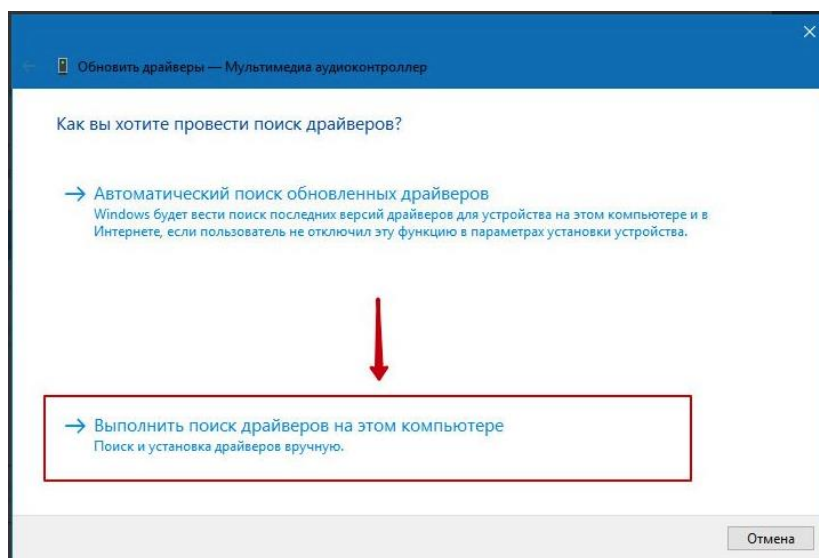 Обновить драйверы — Мультимедиа аудиоконтроллер
Как вы хотите провести поиск драйверов?
Автоматический поиск обновленных драйверов
Windows будет вести поиск последних версий драйверов для устройства на этом компьютере и в
Интернете, если пользователь не отключил эту функцию в параметрах установки устройства.
Выполнить поиск драйверов на этом компьютере
Поиск и установка драйверов вручную.
Отмена